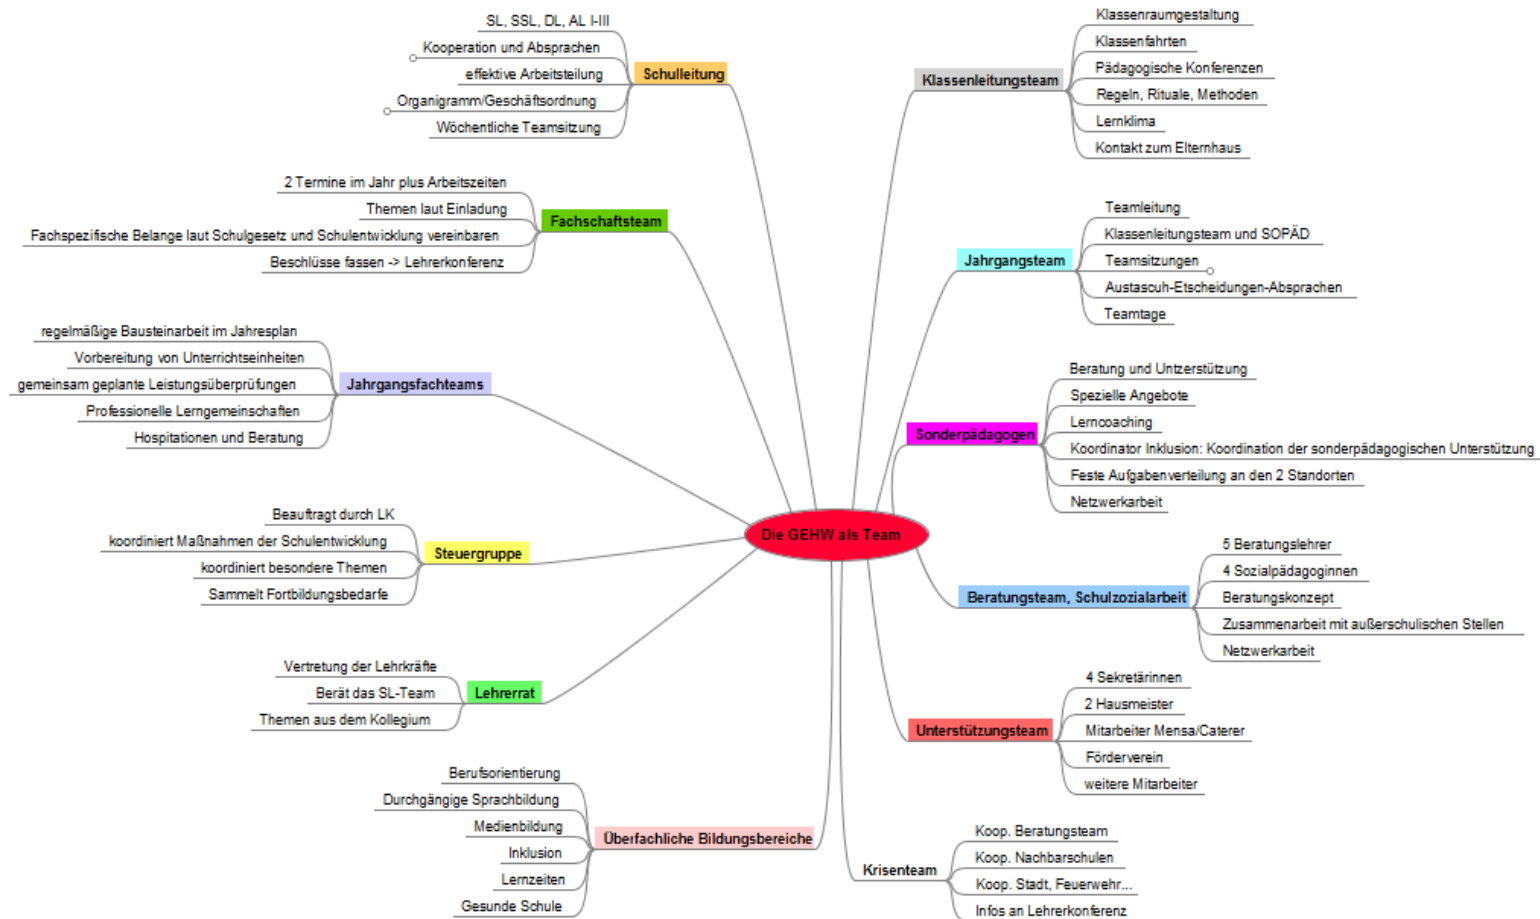 Die GEHW als Team
Schulleitung
SL, SSL, DL, AL I-III
Kooperation und Absprachen
effektive Arbeitsteilung
Organigramm/Geschäftsordnung
Wöchentliche Teamsitzung
Fachschaftsteam
2 Termine im Jahr plus Arbeitszeiten
Themen laut Einladung
Fachspezifische Belange laut Schulgesetz und Schulentwicklung vereinbaren
Beschlüsse fassen -> Lehrerkonferenz
Jahrgangsfachteams
regelmäßige Bausteinarbeit im Jahresplan
Vorbereitung von Unterrichtseinheiten
gemeinsam geplante Leistungsüberprüfungen
Professionelle Lerngemeinschaften
Hospitationen und Beratung
Steuergruppe
Beauftragt durch LK
koordiniert Maßnahmen der Schulentwicklung
koordiniert besondere Themen
Sammelt Fortbildungsbedarfe
Lehrerrat
Vertretung der Lehrkräfte
Berät das SL-Team
Themen aus dem Kollegium
Überfachliche Bildungsbereiche
Berufsorientierung
Durchgängige Sprachbildung
Medienbildung
Inklusion
Lernzeiten
Gesunde Schule
Klassenleitungsteam
Klassenraumgestaltung
Klassenfahrten
Pädagogische Konferenzen
Regeln, Rituale, Methoden
Lernklima
Kontakt zum Elternhaus
Jahrgangsteam
Teamleitung
Klassenleitungsteam und SOPÄD
Teamsitzungen
Austascuh-Etscheidungen-Absprachen
Teamtage
Sonderpädagogen
Beratung und Untzerstützung
Spezielle Angebote
Lerncoaching
Koordinator Inklusion: Koordination der sonderpädagogischen Unterstützung
Feste Aufgabenverteilung an den 2 Standorten
Netzwerkarbeit
Beratungsteam, Schulzozialarbeit
5 Beratungslehrer
4 Sozialpädagoginnen
Beratungskonzept
Zusammenarbeit mit außerschulischen Stellen
Netzwerkarbeit
Unterstützungsteam
4 Sekretärinnen
2 Hausmeister
Mitarbeiter Mensa/Caterer
Förderverein
weitere Mitarbeiter
Krisenteam
Koop. Beratungsteam
Koop. Nachbarschulen
Koop. Stadt, Feuerwehr...
Infos an Lehrerkonferenz